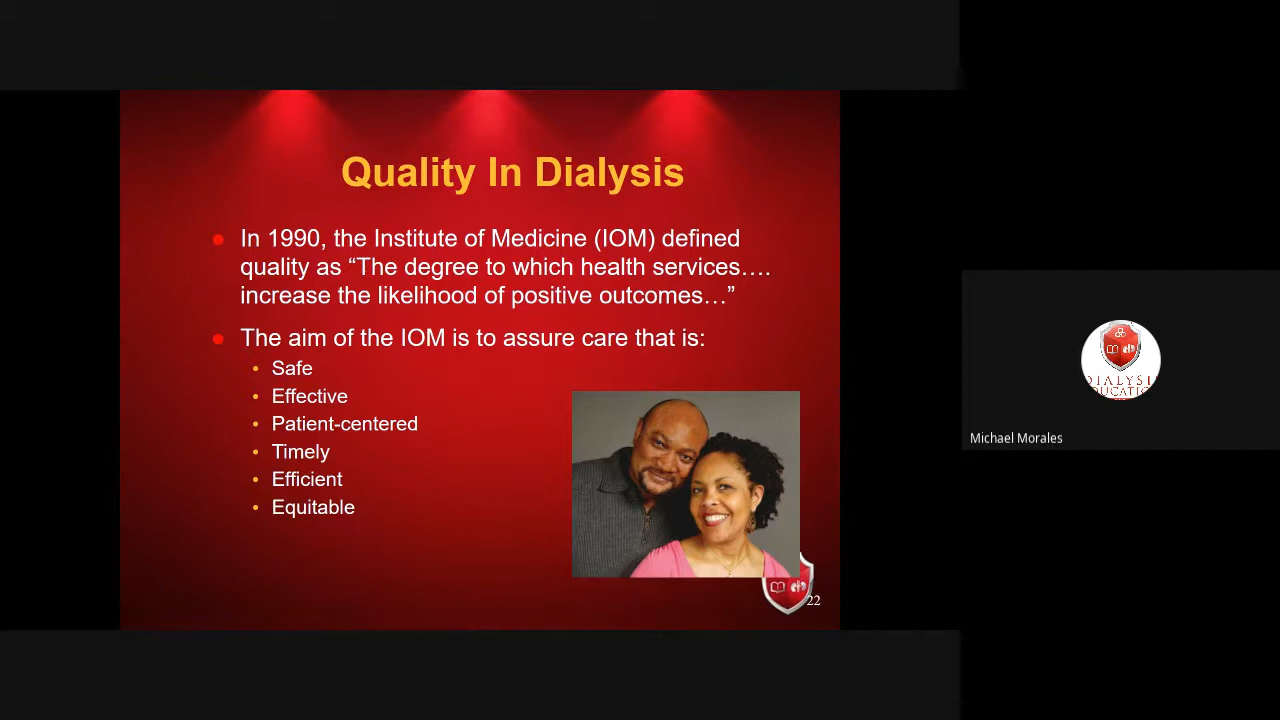 Quality In Dialysis
In 1990, the Institute of Medicine (IOM) defined
quality as “The degree to which health services….
increase the likelihood of positive outcomes…”
The aim of the IOM is to assure care that is:
Safe
Effective
Patient-centered
Timely
Efficient
Equitable
22
DIALYSIS
EDUCATIO
Michael Morales